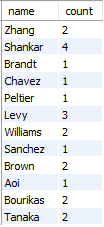 name count
Zhang 2
Shankar 4
Brandt 1
Chavez 1
Peltier 1
Levy 3
Williams 2
Sanchez 1
Brown 2
Aoi 1
Bourikas 2
Tanaka 2